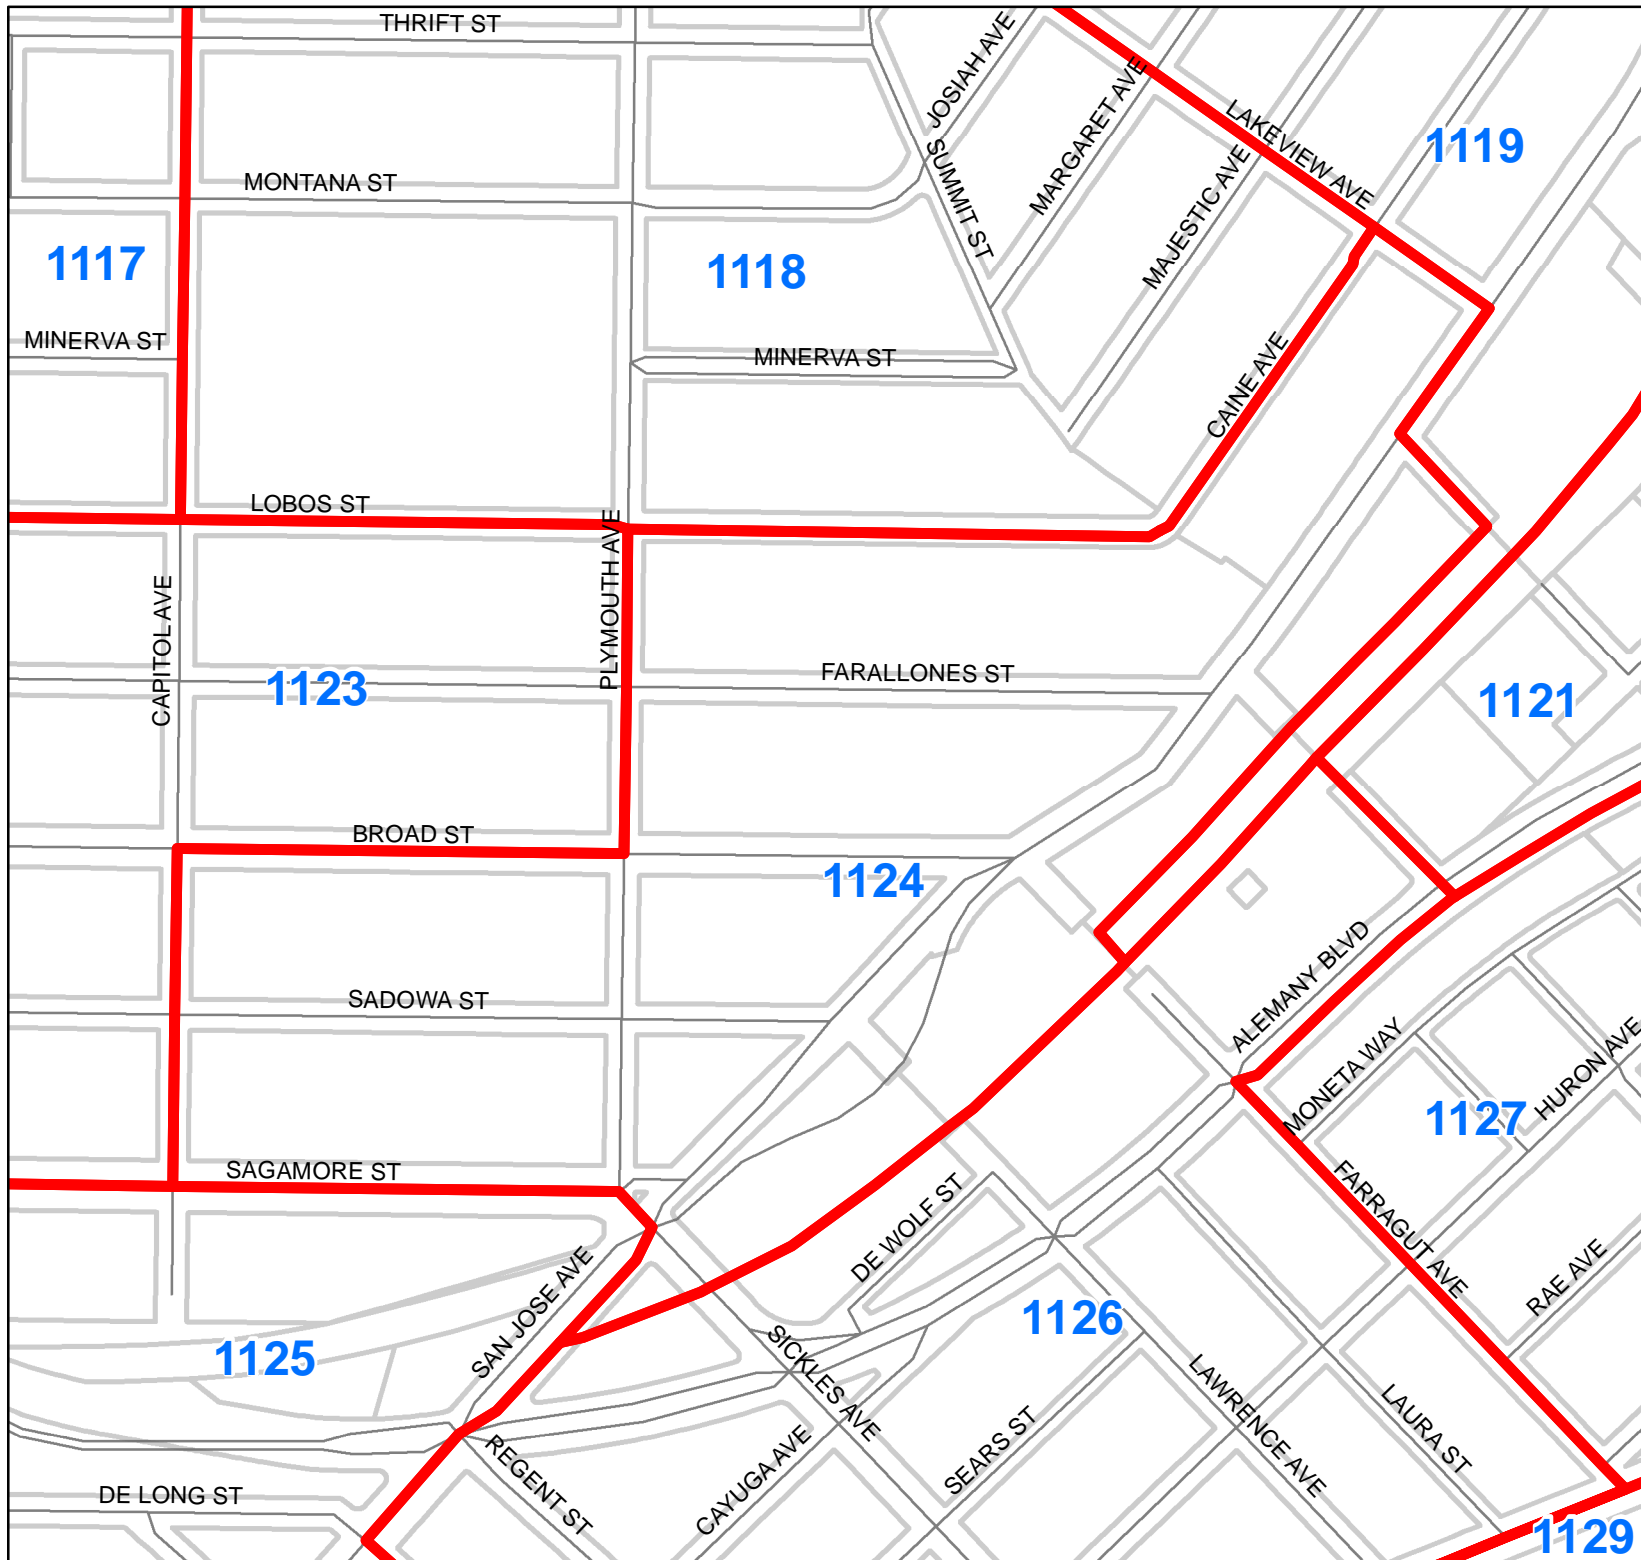 THRIFT ST
JOSIAH AVE
MARGARET AVE
LAKEVIEW AVE
1119
MONTANA ST
SUMMIT ST
MAJESTIC AVE
1117
1118
MINERVA ST
MINERVA ST
CAINE AVE
LOBOS ST
PLYMOUTH AVE
CAPITOL AVE
FARALLONES ST
1123
1121
BROAD ST
1124
SADOWA ST
ALEMANY BLVD
MONETA WAY
HURON AVE
1127
SAGAMORE ST
DE WOLF ST
FARRAGUT AVE
RAE AVE
SAN JOSE AVE
1126
1125
SICKLES AVE
LAWRENCE AVE
LAURA ST
REGENT ST
CAYUGA AVE
SEARS ST
DE LONG ST
1129